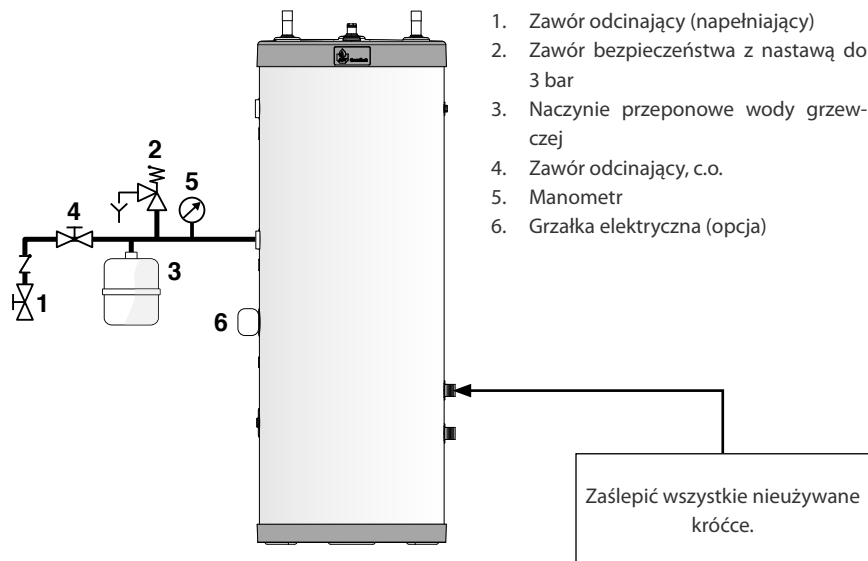 1. Zawór odcinający (napełniający)
2. Zawór bezpieczeństwa z nastawą do
3 bar
3. Naczynie przeponowe wody grzew-
czej
4. Zawór odcinający, c.o.
5. Manometr
6. Grzałka elektryczna (opcja)
2
5
4
3
1
6
Zaślepić wszystkie nieużywane
króćce.